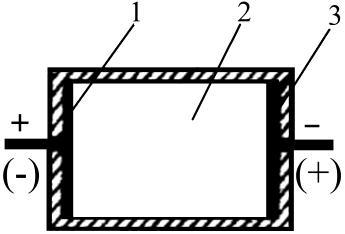 1 2 3
+ −
(-) (+)